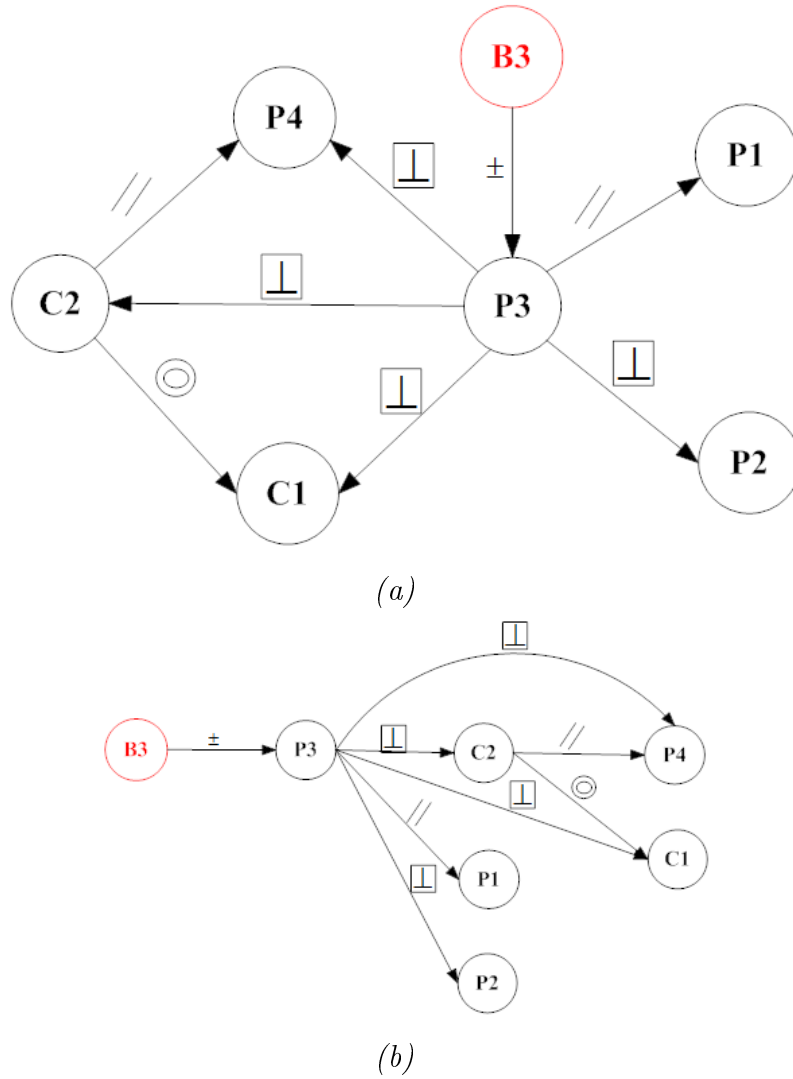 B3
P4
P1
⊥
±
//
//
⊥
C2
P3
◎
⊥
⊥
P2
C1
(a)
⊥
B3
±
P3
⊥
C2
//
P4
⊥
◎
//
C1
⊥
P1
P2
(b)